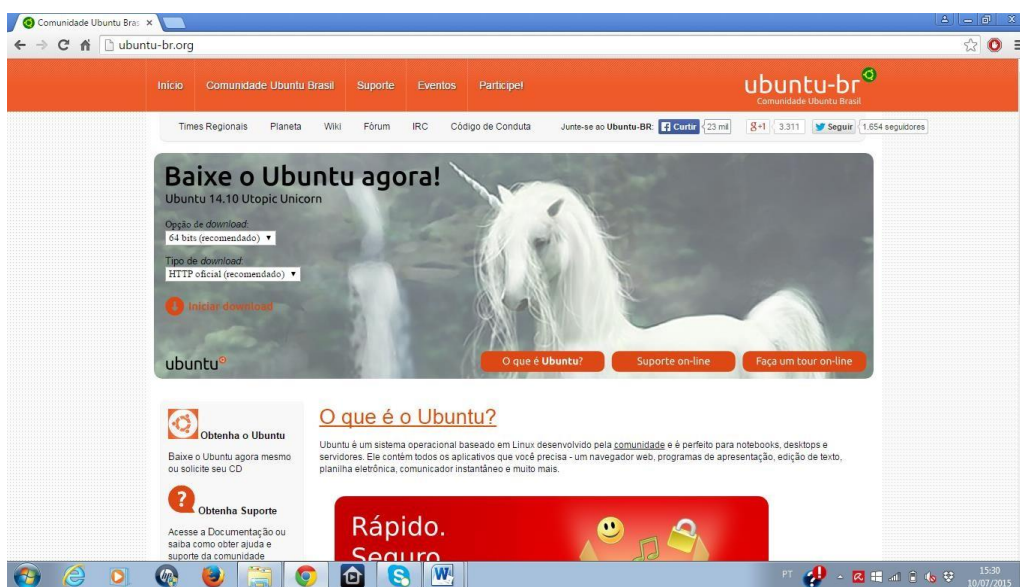 Comunidade Ubuntu Bras
ubuntu-br.org
Início Comunidade Ubuntu Brasil Suporte Eventos Participe!
ubuntu-br
Comunidade Ubuntu Brasil
Times Regionais Planeta Wiki Fórum IRC Código de Conduta Junte-se ao Ubuntu-BR: Curtir 23 mil g+1 3.311 Seguir 1.654 seguidores
Baixe o Ubuntu agora!
Ubuntu 14.10 Utopic Unicorn
Opção de download:
64 bits (recomendado)
Tipo de download:
HTTP oficial (recomendado)
Iniciar download
ubuntu
O que é Ubuntu? Suporte on-line Faça um tour on-line
Obtenha o Ubuntu
Baixe o Ubuntu agora mesmo
ou solicite seu CD
Obtenha Suporte
Acesse a Documentação ou
saiba como obter ajuda e
suporte da comunidade
O que é o Ubuntu?
Ubuntu é um sistema operacional baseado em Linux desenvolvido pela comunidade e é perfeito para notebooks, desktops e
servidores. Ele contém todos os aplicativos que você precisa - um navegador web, programas de apresentação, edição de texto,
planilha eletrônica, comunicador instantâneo e muito mais.
Rápido.
Seguro
PT
15:30
10/07/2015